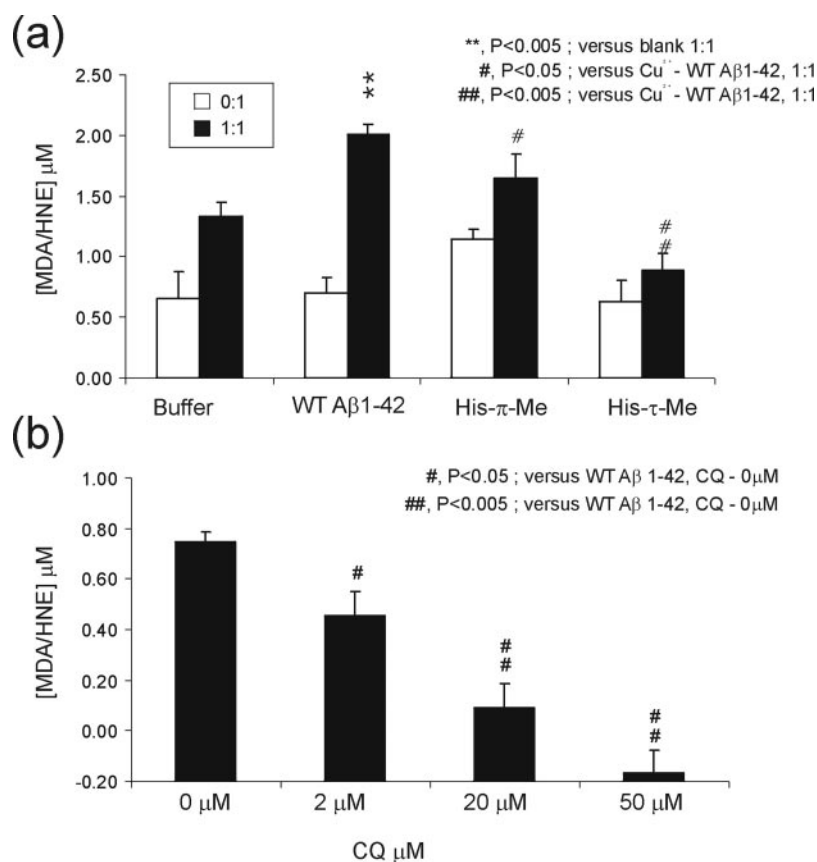 (a)
**, P<0.005 ; versus blank 1:1
#, P<0.05 ; versus Cu²⁺- WT Aβ1-42, 1:1
##, P<0.005 ; versus Cu²⁺- WT Aβ1-42, 1:1
0:1
1:1
[MDA/HNE] μM
2.50
2.00
1.50
1.00
0.50
0.00
**
#
##
Buffer
WT Aβ1-42
His-π-Me
His-τ-Me
(b)
#, P<0.05 ; versus WT Aβ 1-42, CQ - 0μM
##, P<0.005 ; versus WT Aβ 1-42, CQ - 0μM
[MDA/HNE] μM
1.00
0.80
0.60
0.40
0.20
0.00
-0.20
#
##
##
0 μM
2 μM
20 μM
50 μM
CQ μM